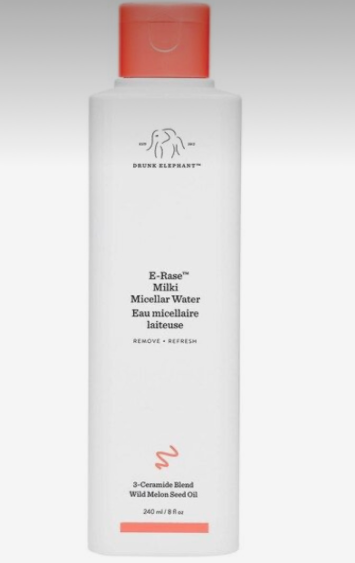 DRUNK ELEPHANT™
E-Rase™
Milki
Micellar Water
Eau micellaire
laiteuse
REMOVE • REFRESH
3-Ceramide Blend
Wild Melon Seed Oil
240 ml / 8 fl oz